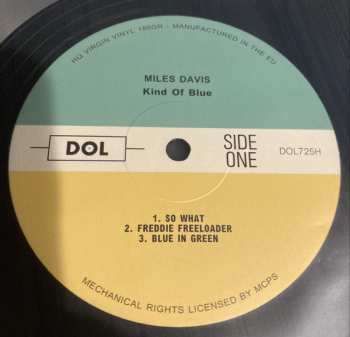 HQ VIRGIN VINYL 180GR - MANUFACTURED IN THE EU
MILES DAVIS
Kind Of Blue
DOL
SIDE
ONE
DOL725H
1. SO WHAT
2. FREDDIE FREELOADER
3. BLUE IN GREEN
MECHANICAL RIGHTS LICENSED BY MCPS